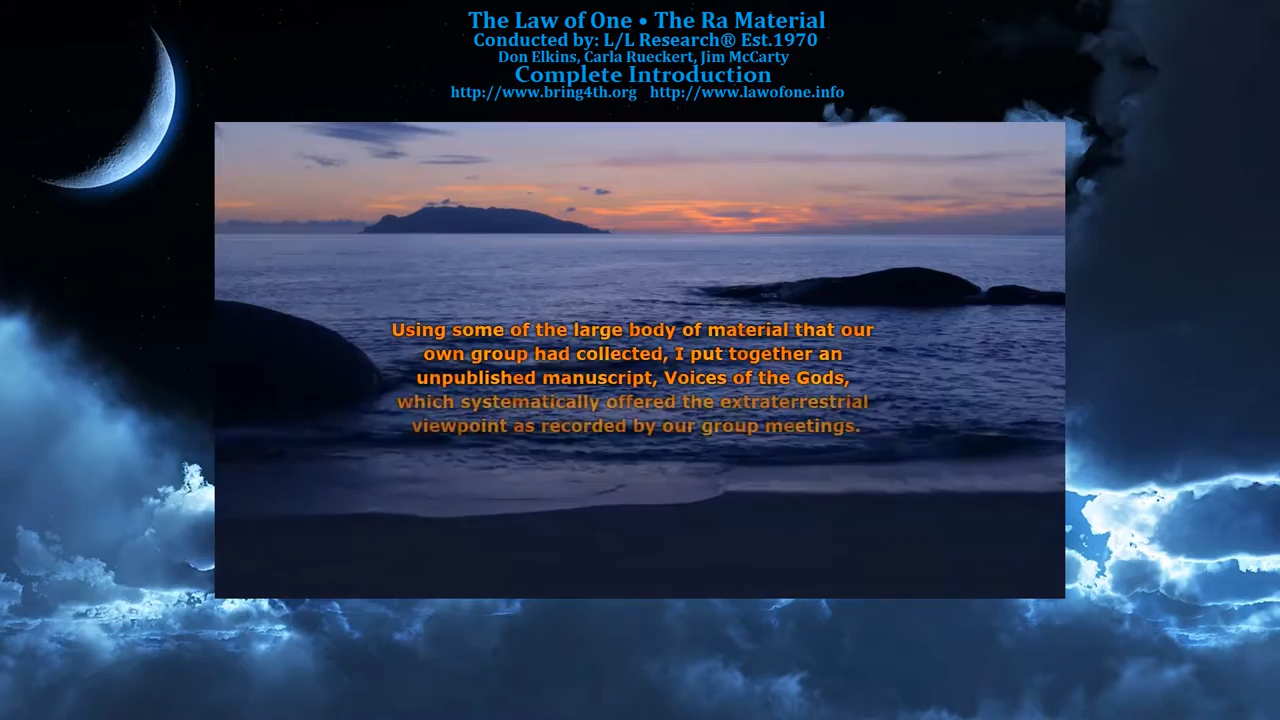 The Law of One • The Ra Material
Conducted by: L/L Research® Est.1970
Don Elkins, Carla Rueckert, Jim McCarty
Complete Introduction
http://www.bring4th.org http://www.lawofone.info
Using some of the large body of material that our
own group had collected, I put together an
unpublished manuscript, Voices of the Gods,
which systematically offered the extraterrestrial
viewpoint as recorded by our group meetings.